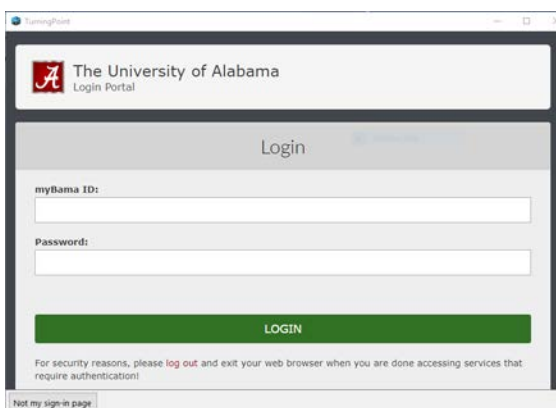 TurningPoint
The University of Alabama
Login Portal
Login
myBama ID:
Password:
LOGIN
For security reasons, please log out and exit your web browser when you are done accessing services that
require authentication!
Not my sign-in page